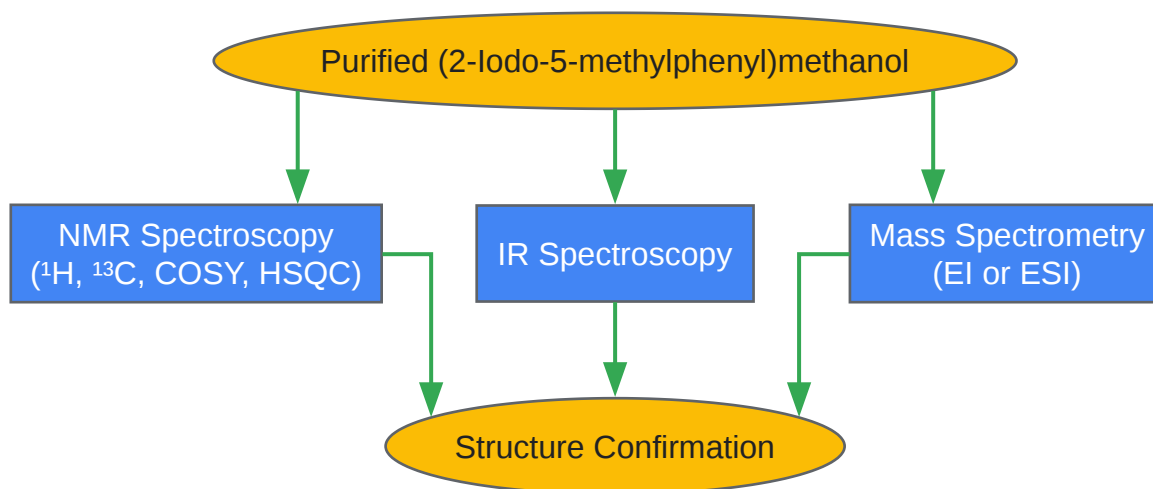 Purified (2-Iodo-5-methylphenyl)methanol
NMR Spectroscopy
(¹H, ¹³C, COSY, HSQC)
IR Spectroscopy
Mass Spectrometry
(EI or ESI)
Structure Confirmation